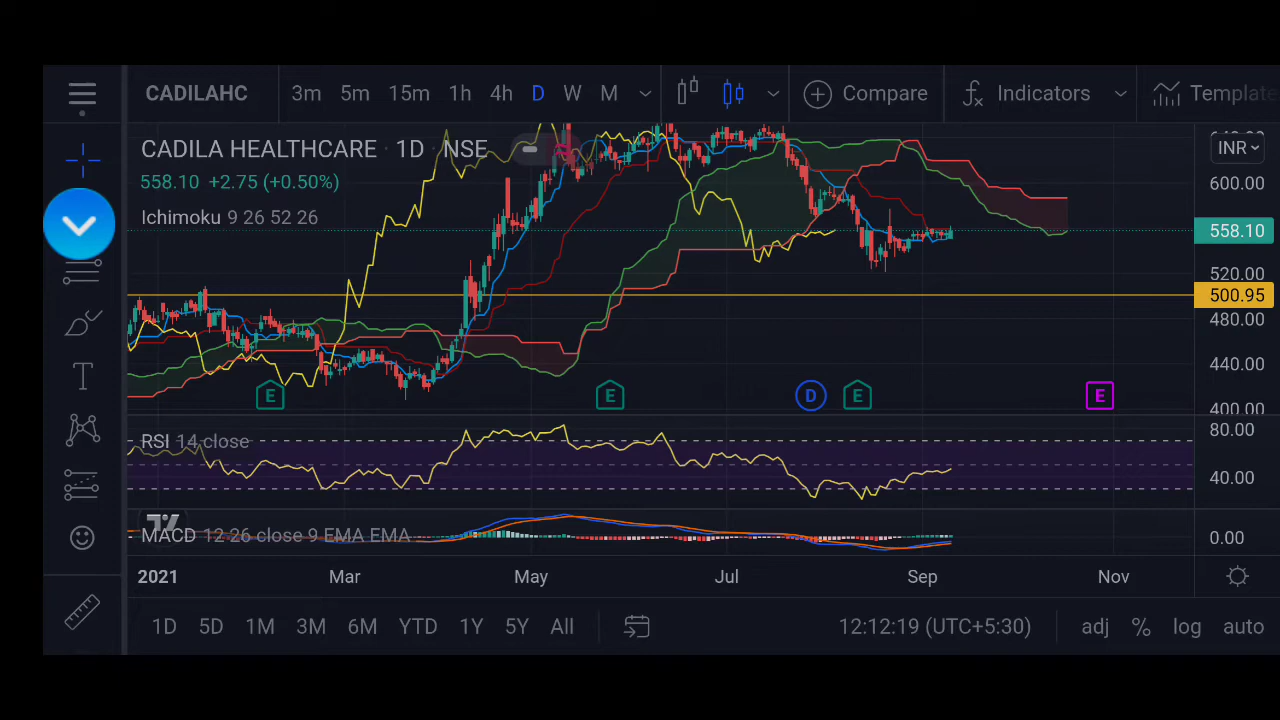 CADILAHC 3m 5m 15m 1h 4h D W M Compare Indicators Template
CADILA HEALTHCARE · 1D · NSE INR
558.10 +2.75 (+0.50%) 600.00
Ichimoku 9 26 52 26 558.10
520.00
500.95
480.00
440.00
E E D E E 400.00
RSI 14 close 80.00
40.00
MACD 12 26 close 9 EMA EMA 0.00
2021 Mar May Jul Sep Nov
1D 5D 1M 3M 6M YTD 1Y 5Y All 12:12:19 (UTC+5:30) adj % log auto